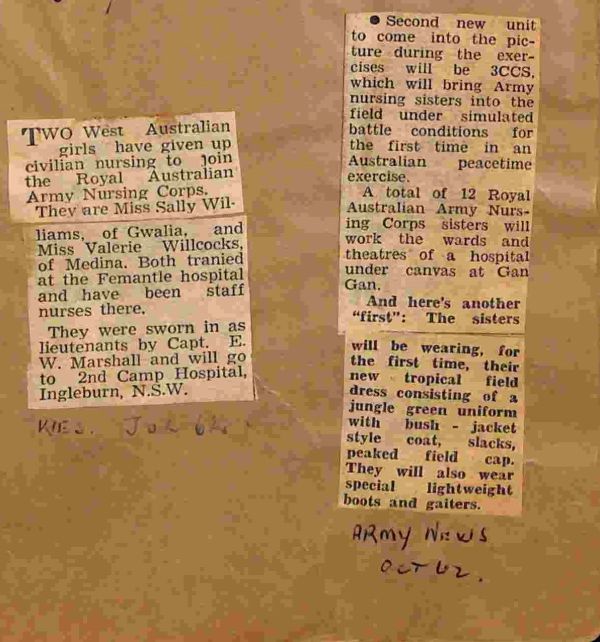 TWO West Australian
girls have given up
civilian nursing to join
the Royal Australian
Army Nursing Corps.
They are Miss Sally Wil-
liams, of Gwalia, and
Miss Valerie Willcocks,
of Medina. Both tranied
at the Femantle hospital
and have been staff
nurses there.
They were sworn in as
lieutenants by Capt. E.
W. Marshall and will go
to 2nd Camp Hospital,
Ingleburn, N.S.W.
● Second new unit
to come into the pic-
ture during the exer-
cises will be 3CCS,
which will bring Army
nursing sisters into the
field under simulated
battle conditions for
the first time in an
Australian peacetime
exercise.
A total of 12 Royal
Australian Army Nurs-
ing Corps sisters will
work the wards and
theatres of a hospital
under canvas at Gan
Gan.
And here's another
"first": The sisters
will be wearing, for
the first time, their
new tropical field
dress consisting of a
jungle green uniform
with bush - jacket
style coat, slacks,
peaked field cap.
They will also wear
special lightweight
boots and gaiters.
ARMY NEWS
OCT 62.